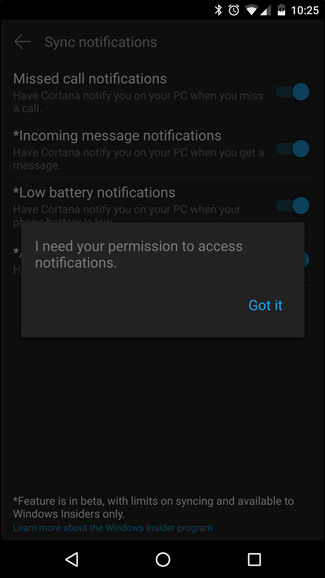 10:25
Sync notifications
Missed call notifications
Have Cortana notify you on your PC when you miss
a call.
*Incoming message notifications
Have Cortana notify you on your PC when you get a
message.
*Low battery notifications
Have Cortana notify you on your PC when your
phone battery is low.
I need your permission to access
notifications.
Got it
*Feature is in beta, with limits on syncing and available to
Windows Insiders only.
Learn more about the Windows Insider program